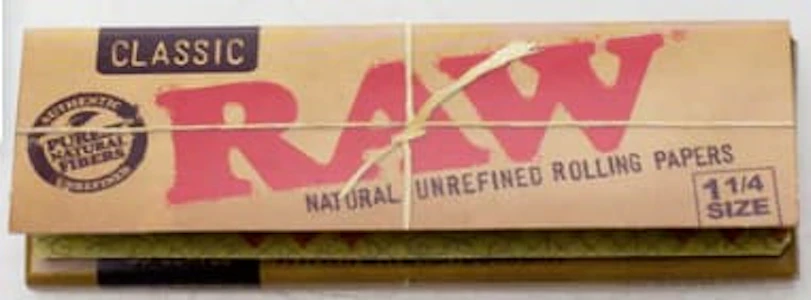 CLASSIC
RAW®
AUTHENTIC
PURE
NATURAL
FIBERS
NATURAL UNREFINED ROLLING PAPERS
1 1/4
SIZE